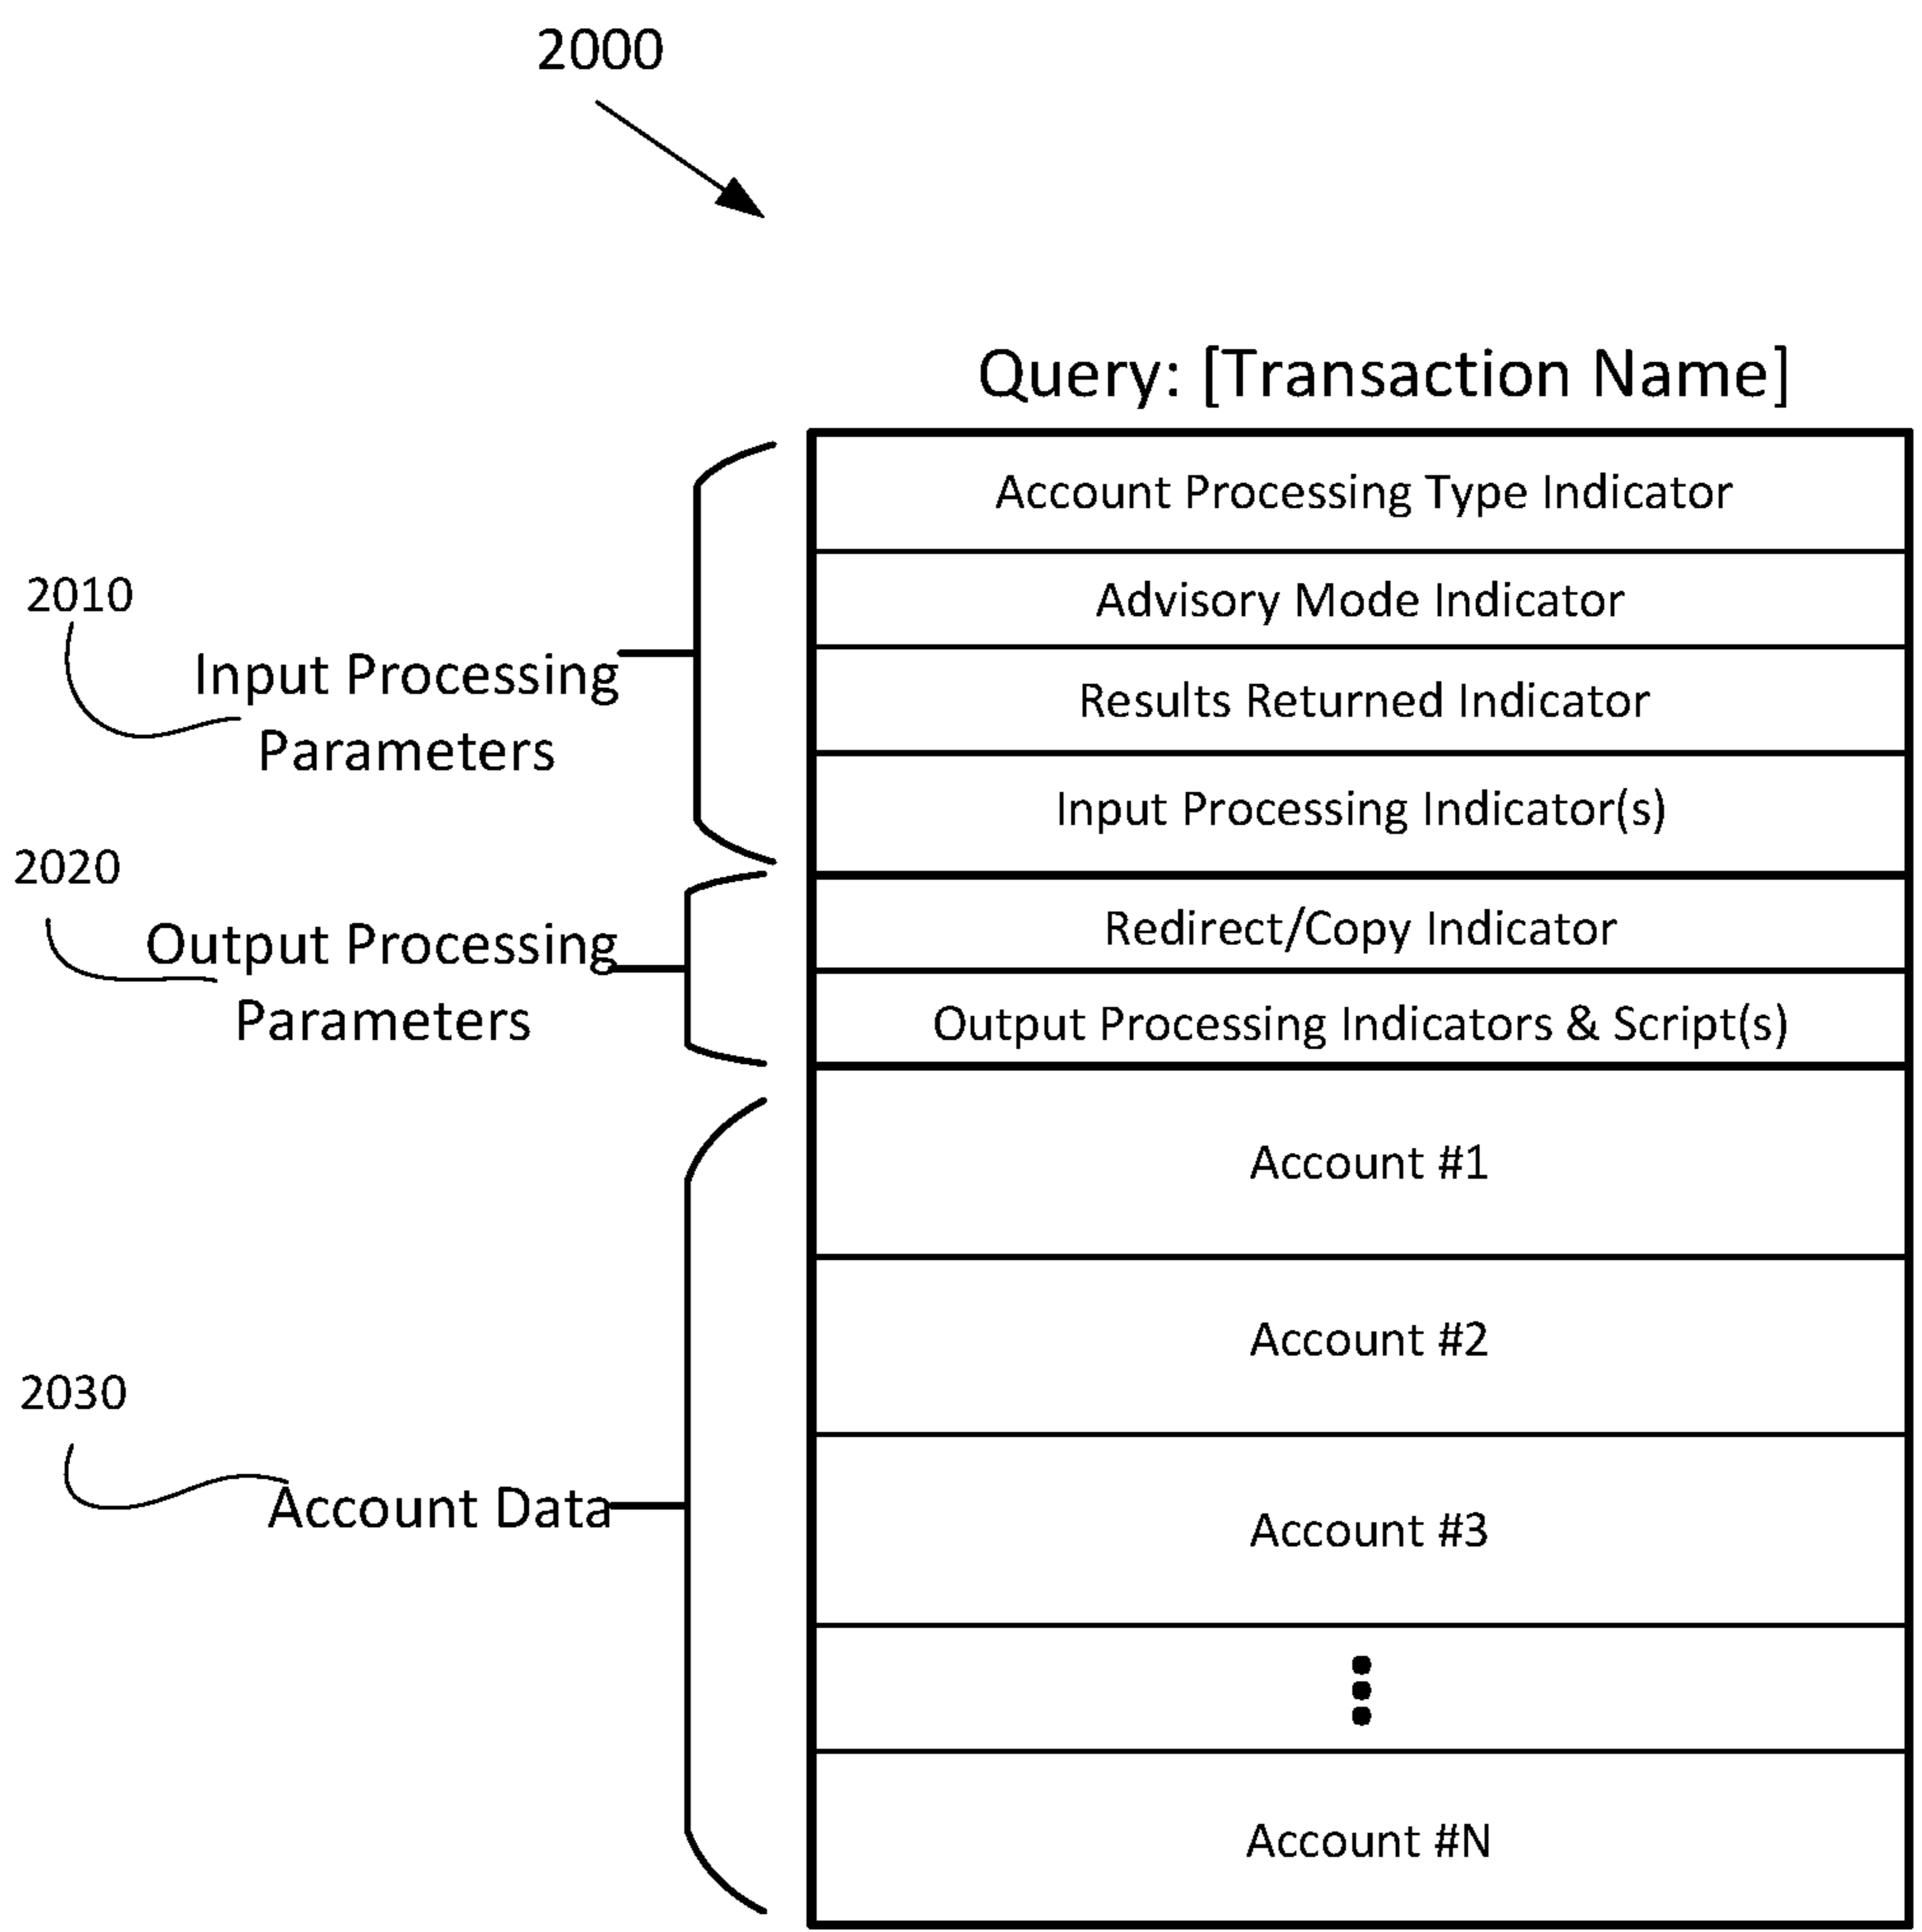 2000
Query: [Transaction Name]
Account Processing Type Indicator
Advisory Mode Indicator
2010
Input Processing
Parameters
Results Returned Indicator
Input Processing Indicator(s)
2020
Output Processing
Parameters
Redirect/Copy Indicator
Output Processing Indicators & Script(s)
Account #1
Account #2
2030
Account Data
Account #3
Account #N